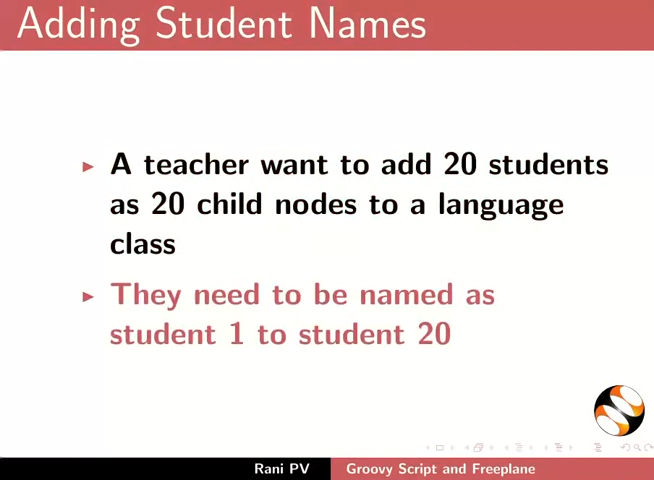 Adding Student Names
A teacher want to add 20 students
as 20 child nodes to a language
class
They need to be named as
student 1 to student 20
Rani PV
Groovy Script and Freeplane